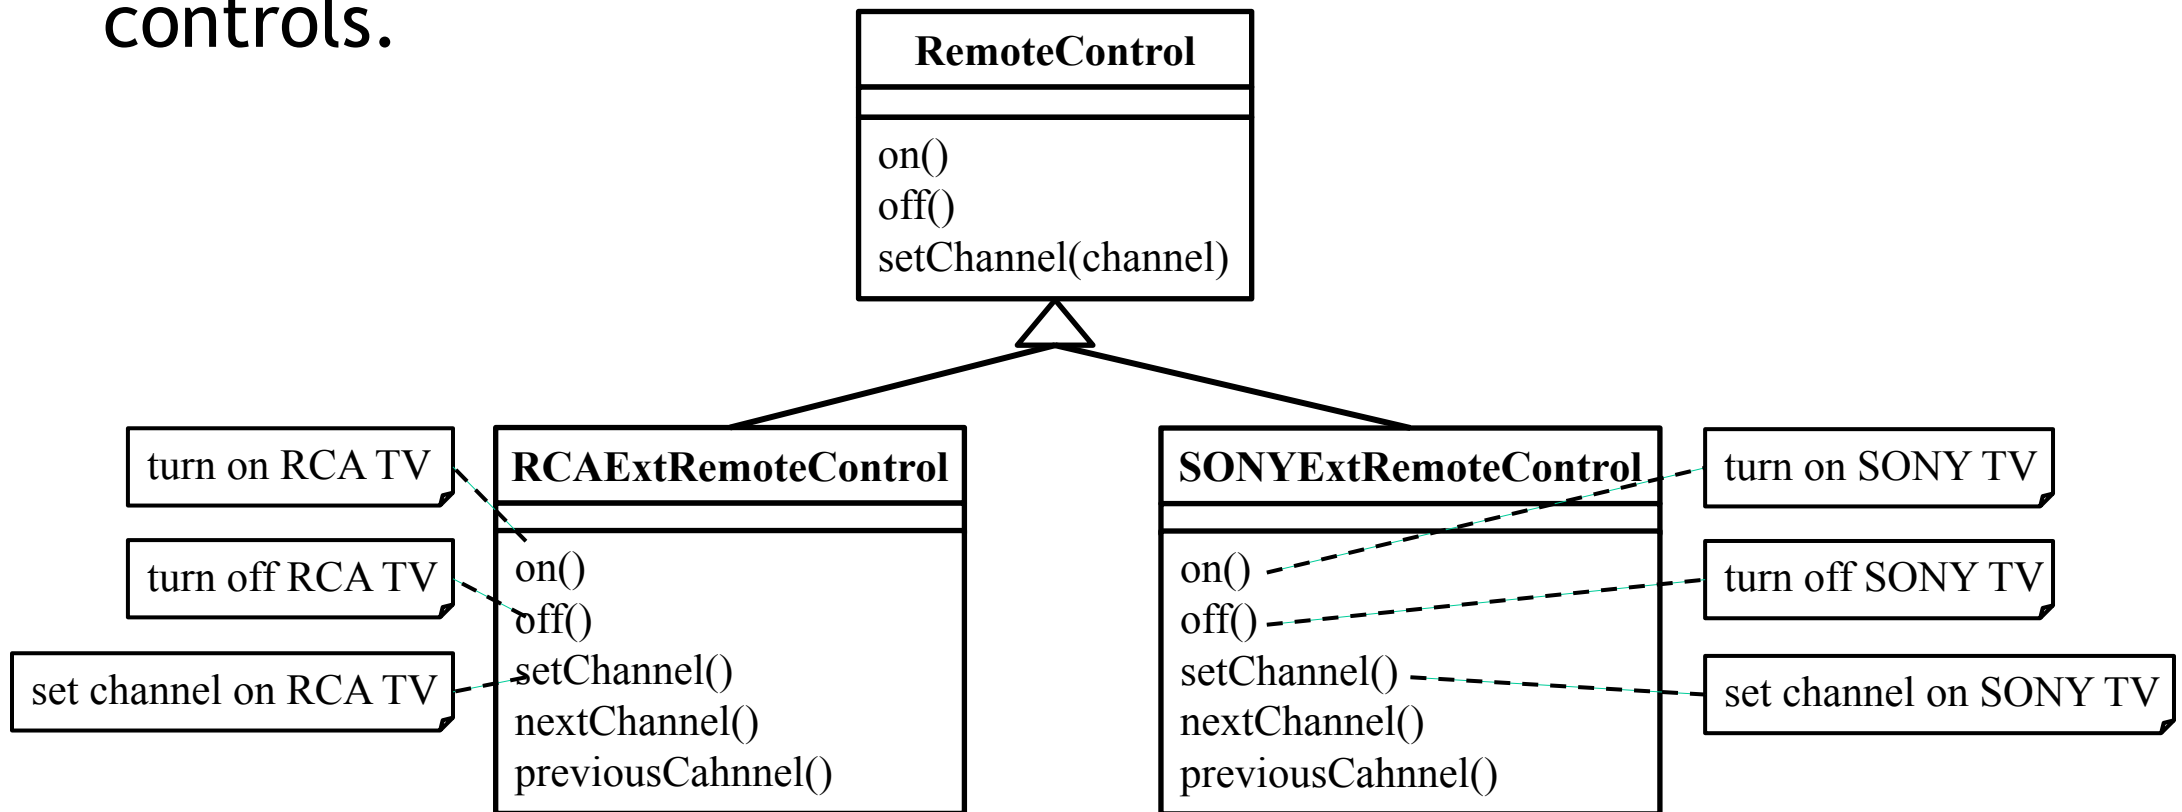 controls.
RemoteControl
on()
off()
setChannel(channel)
turn on RCA TV
turn off RCA TV
set channel on RCA TV
RCAExtRemoteControl
on()
off()
setChannel()
nextChannel()
previousCahnnel()
SONYExtRemoteControl
on()
off()
setChannel()
nextChannel()
previousCahnnel()
turn on SONY TV
turn off SONY TV
set channel on SONY TV